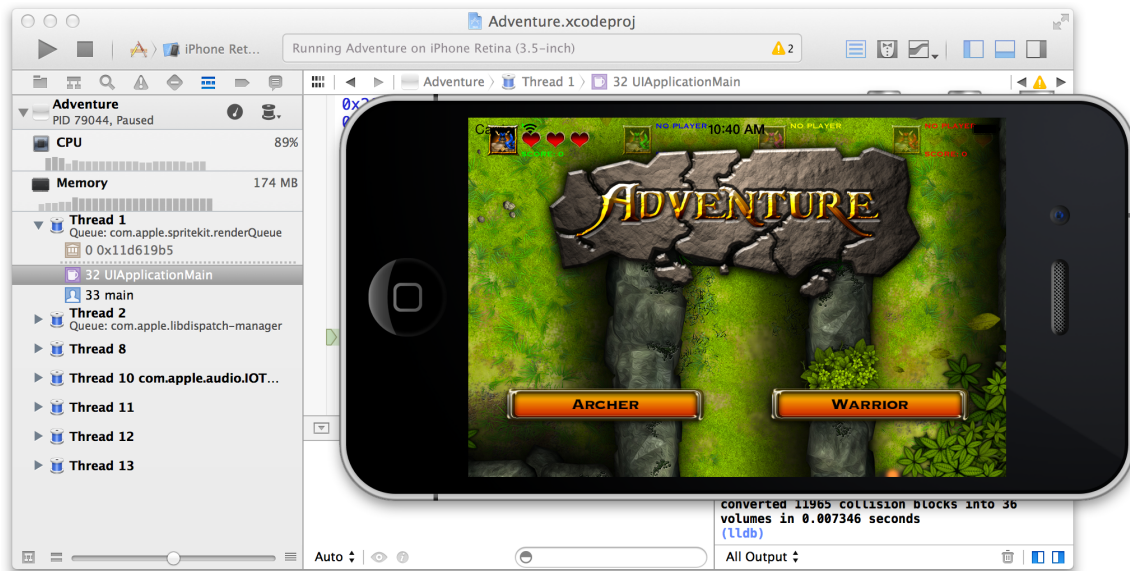 Adventure.xcodeproj
iPhone Ret...
Running Adventure on iPhone Retina (3.5-inch)
2
Adventure
Thread 1
32 UIApplicationMain
Adventure
PID 79044, Paused
CPU
89%
Memory
174 MB
Thread 1
Queue: com.apple.spritekit.renderQueue
0 0x11d619b5
32 UIApplicationMain
33 main
Thread 2
Queue: com.apple.libdispatch-manager
Thread 8
Thread 10 com.apple.audio.IOT...
Thread 11
Thread 12
Thread 13
NO PLAYER
10:40 AM
NO PLAYER
NO PLAYER
SCORE 0
SCORE 0
ADVENTURE
ARCHER
WARRIOR
converted 11965 collision blocks into 36
volumes in 0.007346 seconds
(lldb)
Auto
All Output